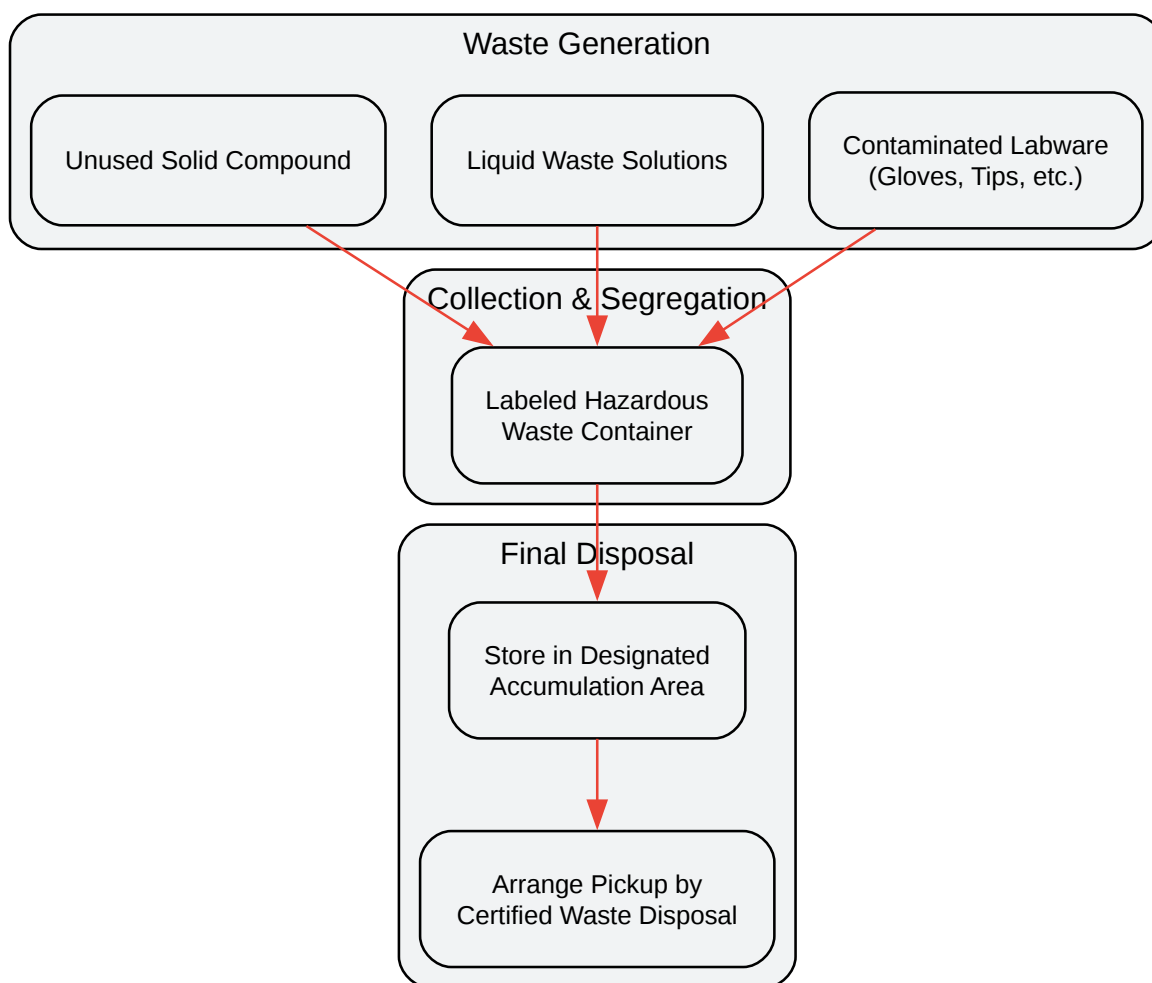 Waste Generation
Unused Solid Compound
Liquid Waste Solutions
Contaminated Labware
(Gloves, Tips, etc.)
Collection & Segregation
Labeled Hazardous
Waste Container
Final Disposal
Store in Designated
Accumulation Area
Arrange Pickup by
Certified Waste Disposal